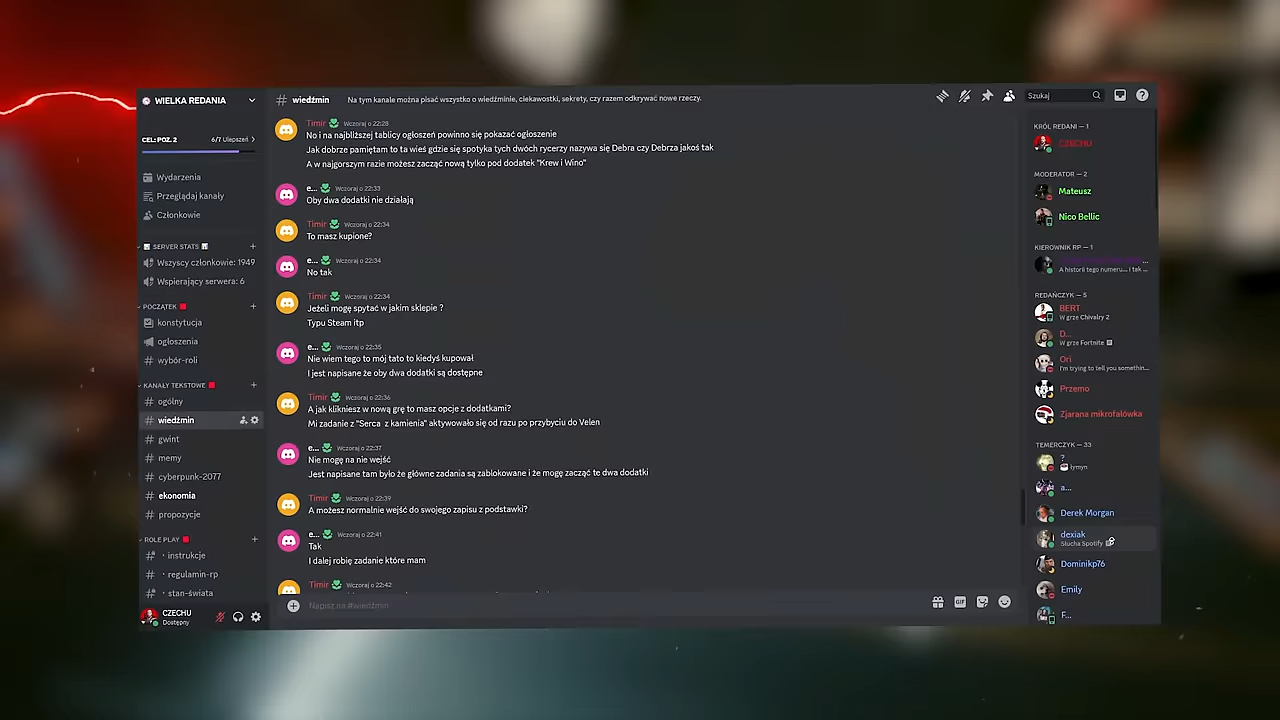 WIELKA REDANIA
CEL: POZ. 2 6/7 Ulepszeń
Wydarzenia
Przeglądaj kanały
Członkowie
SERVER STATS
Wszyscy członkowie: 1949
Wspierający serwera: 6
POCZĄTEK
konstytucja
ogłoszenia
# wybór-roli
KANAŁY TEKSTOWE
# ogólny
# wiedźmin
# gwint
# memy
# cyberpunk-2077
# ekonomia
# propozycje
ROLE PLAY
# · instrukcje
# · regulamin-rp
# · stan-świata
CZECHU
Dostępny
# wiedźmin Na tym kanale można pisać wszystko o wiedźminie, ciekawostki, sekrety, czy razem odkrywać nowe rzeczy.
Szukaj
Timir Wczoraj o 22:28
No i na najbliższej tablicy ogłoszeń powinno się pokazać ogłoszenie
Jak dobrze pamiętam to ta wieś gdzie się spotyka tych dwóch rycerzy nazywa się Debra czy Debrza jakoś tak
A w najgorszym razie możesz zacząć nową tylko pod dodatek "Krew i Wino"
e... Wczoraj o 22:33
Oby dwa dodatki nie działają
Timir Wczoraj o 22:34
To masz kupione?
e... Wczoraj o 22:34
No tak
Timir Wczoraj o 22:34
Jeżeli mogę spytać w jakim sklepie ?
Typu Steam itp
e... Wczoraj o 22:35
Nie wiem tego to mój tato to kiedyś kupował
I jest napisane że oby dwa dodatki są dostępne
Timir Wczoraj o 22:36
A jak klikniesz w nową grę to masz opcje z dodatkami?
Mi zadanie z "Serca z kamienia" aktywowało się od razu po przybyciu do Velen
e... Wczoraj o 22:37
Nie mogę na nie wejść
Jest napisane tam było że główne zadania są zablokowane i że mogę zacząć te dwa dodatki
Timir Wczoraj o 22:39
A możesz normalnie wejść do swojego zapisu z podstawki?
e... Wczoraj o 22:41
Tak
I dalej robię zadanie które mam
Timir Wczoraj o 22:42
Napisz na #wiedźmin
GIF
KRÓL REDANI — 1
CZECHU
MODERATOR — 2
Mateusz
Nico Bellic
KIEROWNIK RP — 1
...
A historii tego numeru... i tak ...
REDAŃCZYK — 5
BERT
W grze Chivalry 2
D...
W grze Fortnite
Ori
I'm trying to tell you somethin...
Przemo
Zjarana mikrofalówka
TEMERCZYK — 33
?
łymyn
a...
Derek Morgan
dexiak
Słucha Spotify
Dominikp76
Emily
F...